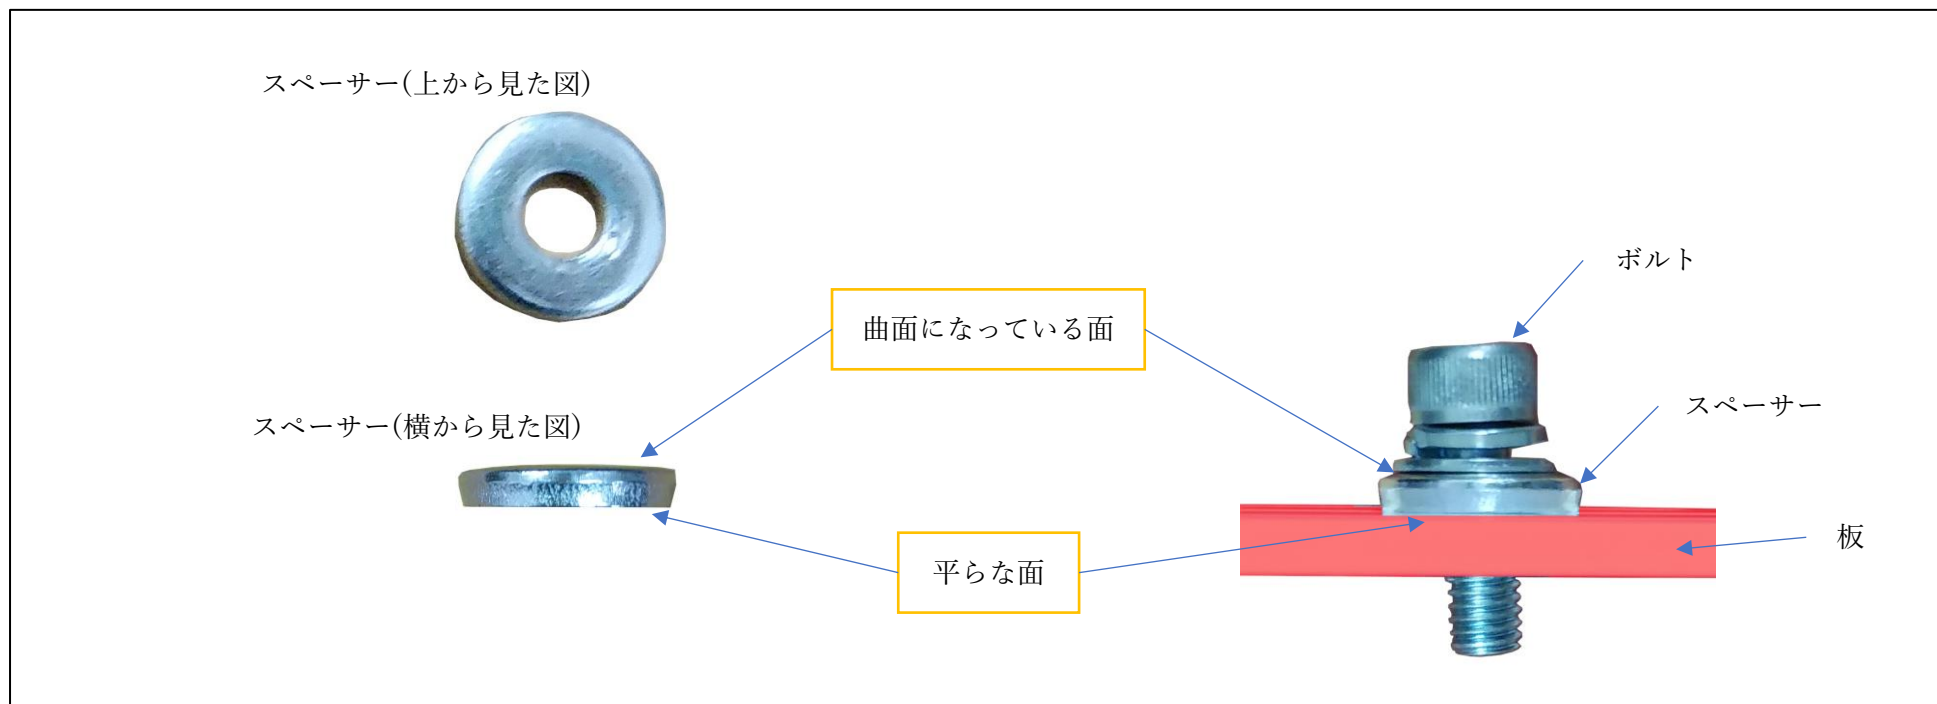 スペーサー(上から見た図)
ボルト
曲面になっている面
スペーサー
スペーサー(横から見た図)
板
平らな面